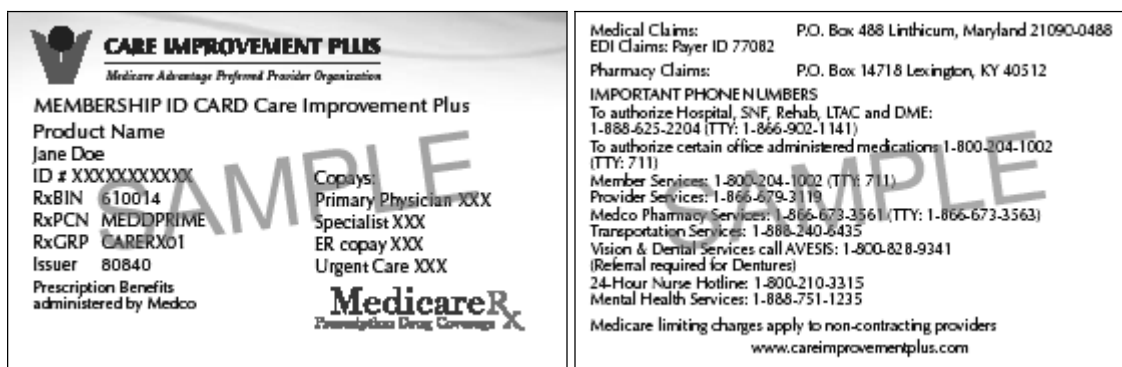 CARE IMPROVEMENT PLUS
Medicare Advantage Preferred Provider Organization
MEMBERSHIP ID CARD Care Improvement Plus
Product Name
Jane Doe
ID # XXXXXXXXXXX
RxBIN 610014
RxPCN MEDDPRIME
RxGRP CARERX01
Issuer 80840
Prescription Benefits
administered by Medco
Copays:
Primary Physician XXX
Specialist XXX
ER copay XXX
Urgent Care XXX
MedicareRx
Prescription Drug Coverage
SAMPLE
Medical Claims: P.O. Box 488 Linthicum, Maryland 21090-0488
EDI Claims: Payer ID 77082
Pharmacy Claims: P.O. Box 14718 Lexington, KY 40512
IMPORTANT PHONE NUMBERS
To authorize Hospital, SNF, Rehab, LTAC and DME:
1-888-625-2204 (TTY: 1-866-902-1141)
To authorize certain office administered medications 1-800-204-1002
(TTY: 711)
Member Services: 1-800-204-1002 (TTY: 711)
Provider Services: 1-866-679-3119
Medco Pharmacy Services: 1-866-673-3561 (TTY: 1-866-673-3563)
Transportation Services: 1-888-240-6435
Vision & Dental Services call AVESIS: 1-800-828-9341
(Referral required for Dentures)
24-Hour Nurse Hotline: 1-800-210-3315
Mental Health Services: 1-888-751-1235
Medicare limiting charges apply to non-contracting providers
www.careimprovementplus.com
SAMPLE